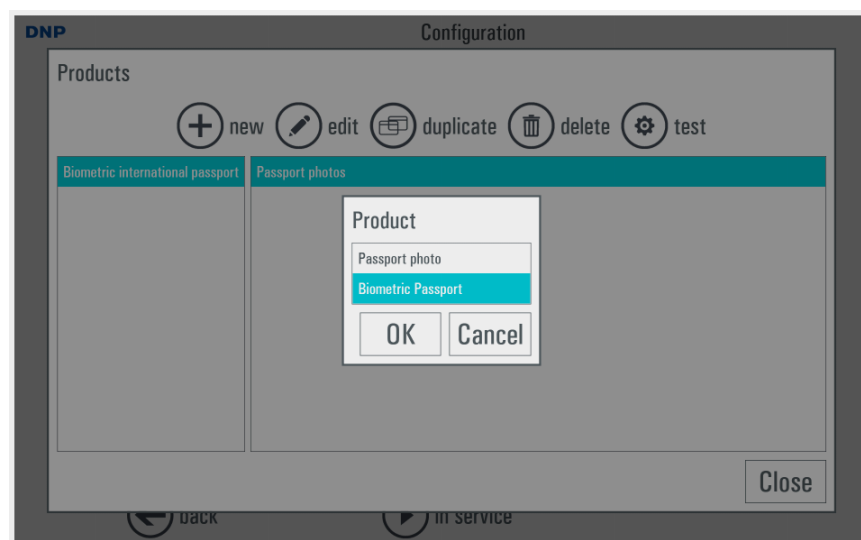 DNP
Configuration
Products
new edit duplicate delete test
Biometric international passport
Passport photos
Product
Passport photo
Biometric Passport
OK Cancel
Close
back
in service